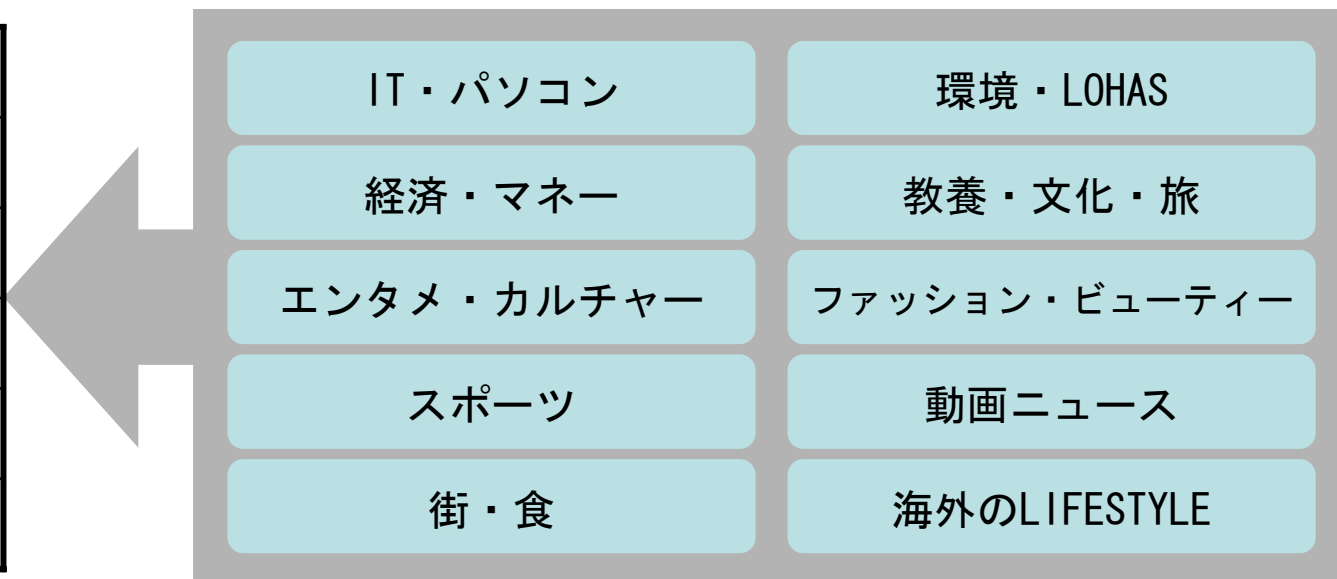 IT・パソコン
環境・LOHAS
経済・マネー
教養・文化・旅
エンタメ・カルチャー
ファッション・ビューティー
スポーツ
動画ニュース
街・食
海外のLIFESTYLE